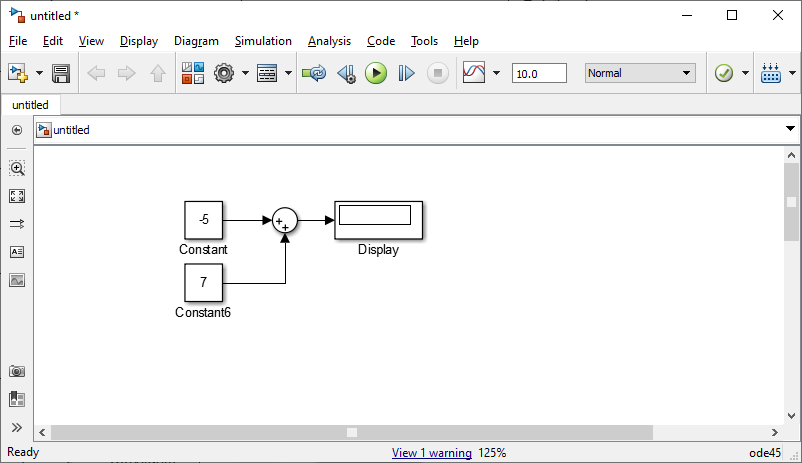 untitled *
File Edit View Display Diagram Simulation Analysis Code Tools Help
10.0 Normal
untitled
untitled
-5
+
+
Constant
Display
7
Constant6
Ready View 1 warning 125% ode45